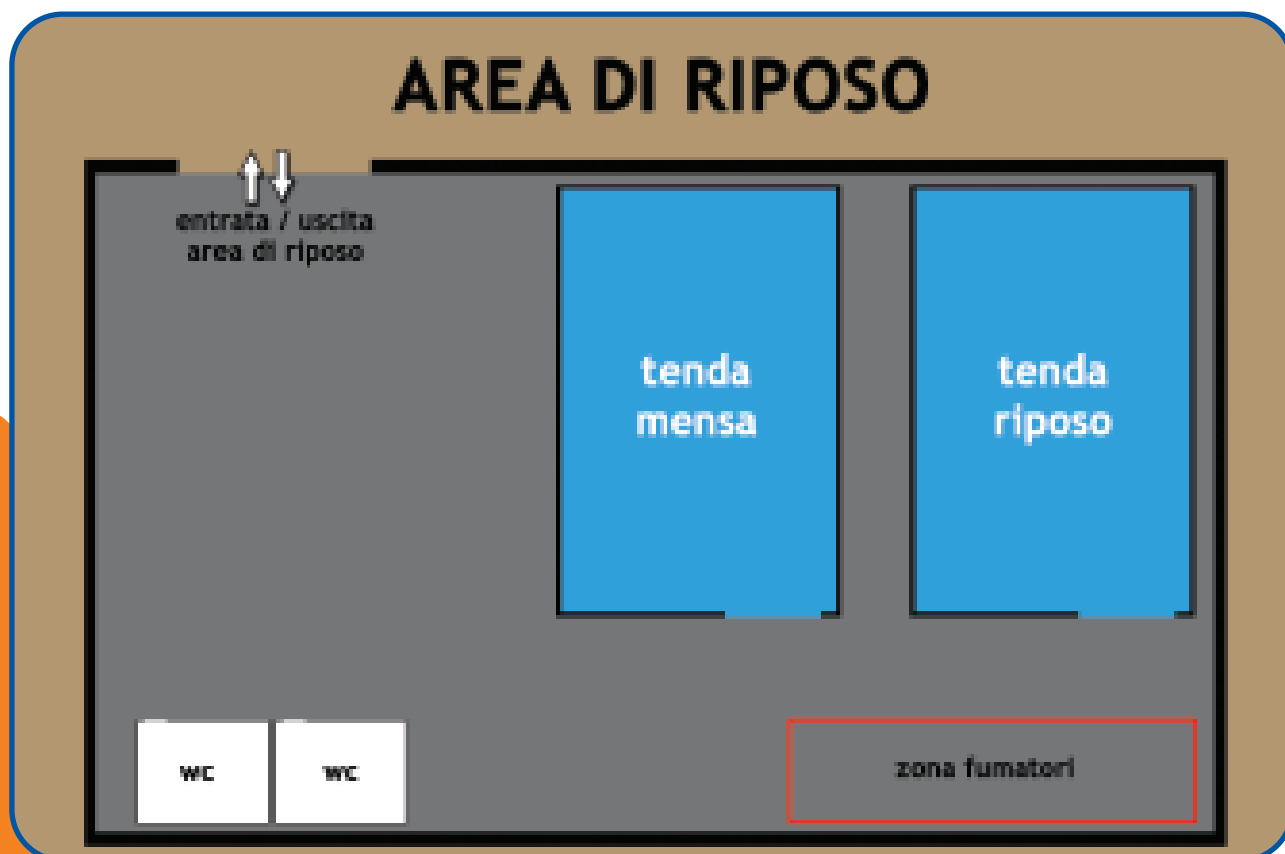 AREA DI RIPOSO
entrata / uscita
area di riposo
tenda
mensa
tenda
riposo
wc
wc
zona fumatori